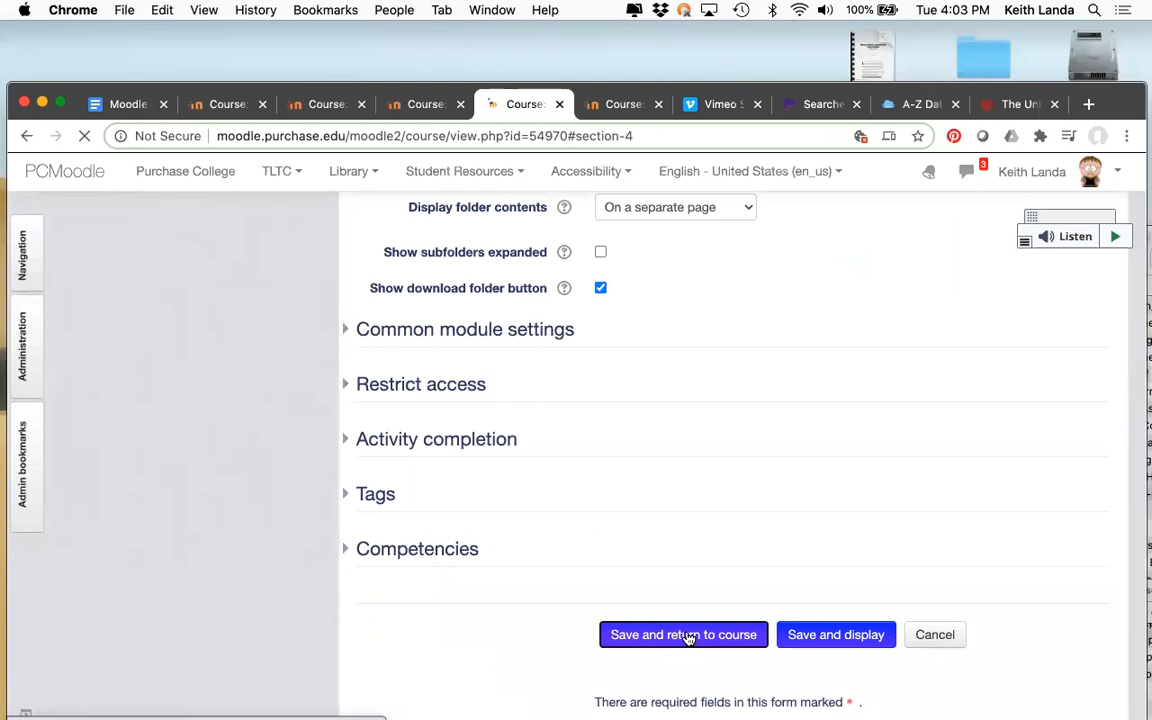 Chrome File Edit View History Bookmarks People Tab Window Help 100% Tue 4:03 PM Keith Landa
Moodle Course: Course: Course: Course: Course: Vimeo S Searche A-Z Dat The Uni
Not Secure moodle.purchase.edu/moodle2/course/view.php?id=54970#section-4
PCMoodle Purchase College TLTC Library Student Resources Accessibility English - United States (en_us) 3 Keith Landa
Display folder contents On a separate page
Listen
Navigation
Show subfolders expanded
Show download folder button
Common module settings
Administration
Restrict access
Activity completion
Admin bookmarks
Tags
Competencies
Save and return to course Save and display Cancel
There are required fields in this form marked * .